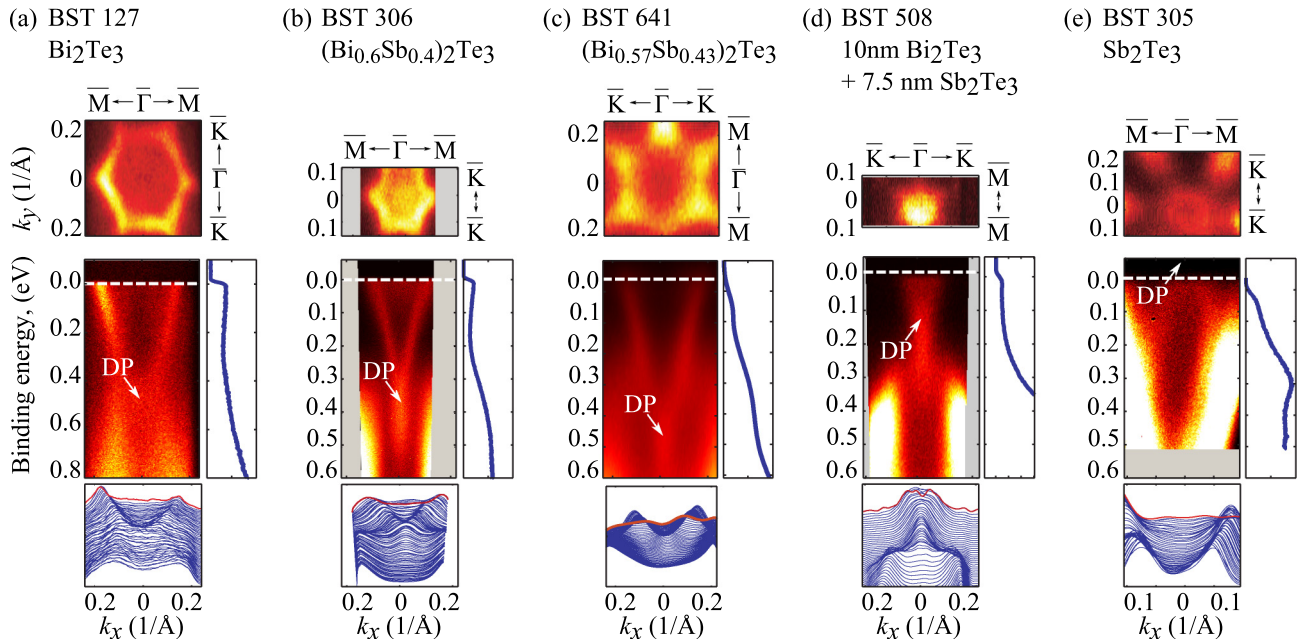 (a) BST 127
Bi2Te3
(b) BST 306
(Bi0.6Sb0.4)2Te3
(c) BST 641
(Bi0.57Sb0.43)2Te3
(d) BST 508
10nm Bi2Te3
+ 7.5 nm Sb2Te3
(e) BST 305
Sb2Te3
M̅ ← Γ̅ → M̅
0.2
0
0.2
ky (1/Å)
K̅
Γ̅
K̅
M̅ ← Γ̅ → M̅
0.1
0
0.1
K̅
K̅
K̅ ← Γ̅ → K̅
0.2
0
0.2
M̅
Γ̅
M̅
K̅ ← Γ̅ → K̅
0.1
0
0.1
M̅
M̅
M̅ ← Γ̅ → M̅
0.2
0.1
0
0.1
K̅
K̅
Binding energy, (eV)
0.0
0.2
0.4
0.6
0.8
DP
0.0
0.1
0.2
0.3
0.4
0.5
0.6
DP
0.0
0.1
0.2
0.3
0.4
0.5
0.6
DP
0.0
0.1
0.2
0.3
0.4
0.5
0.6
DP
0.0
0.1
0.2
0.3
0.4
0.5
0.6
DP
0.2 0 0.2
kx (1/Å)
0.2 0 0.2
kx (1/Å)
0.2 0 0.2
kx (1/Å)
0.2 0 0.2
kx (1/Å)
0.1 0 0.1
kx (1/Å)